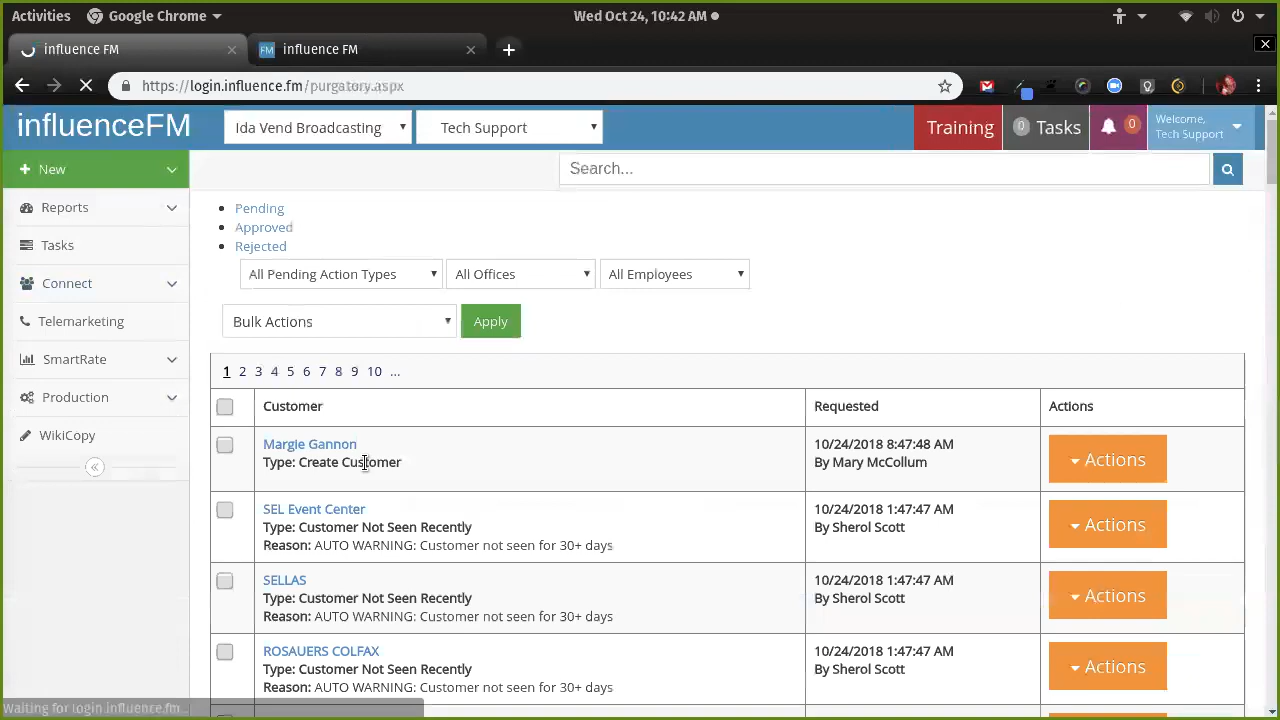 Activities Google Chrome Wed Oct 24, 10:42 AM
influence FM influence FM
https://login.influence.fm/purgatory.aspx
influenceFM Ida Vend Broadcasting Tech Support Training 0 Tasks 0 Welcome,
Tech Support
New Search...
Reports
Tasks
Connect
Telemarketing
SmartRate
Production
WikiCopy
Pending
Approved
Rejected
All Pending Action Types All Offices All Employees
Bulk Actions Apply
1 2 3 4 5 6 7 8 9 10 ...
Customer Requested Actions
Margie Gannon 10/24/2018 8:47:48 AM Actions
Type: Create Customer By Mary McCollum
SEL Event Center 10/24/2018 1:47:47 AM Actions
Type: Customer Not Seen Recently By Sherol Scott
Reason: AUTO WARNING: Customer not seen for 30+ days
SELLAS 10/24/2018 1:47:47 AM Actions
Type: Customer Not Seen Recently By Sherol Scott
Reason: AUTO WARNING: Customer not seen for 30+ days
ROSAUERS COLFAX 10/24/2018 1:47:47 AM Actions
Type: Customer Not Seen Recently By Sherol Scott
Reason: AUTO WARNING: Customer not seen for 30+ days
Waiting for login.influence.fm...